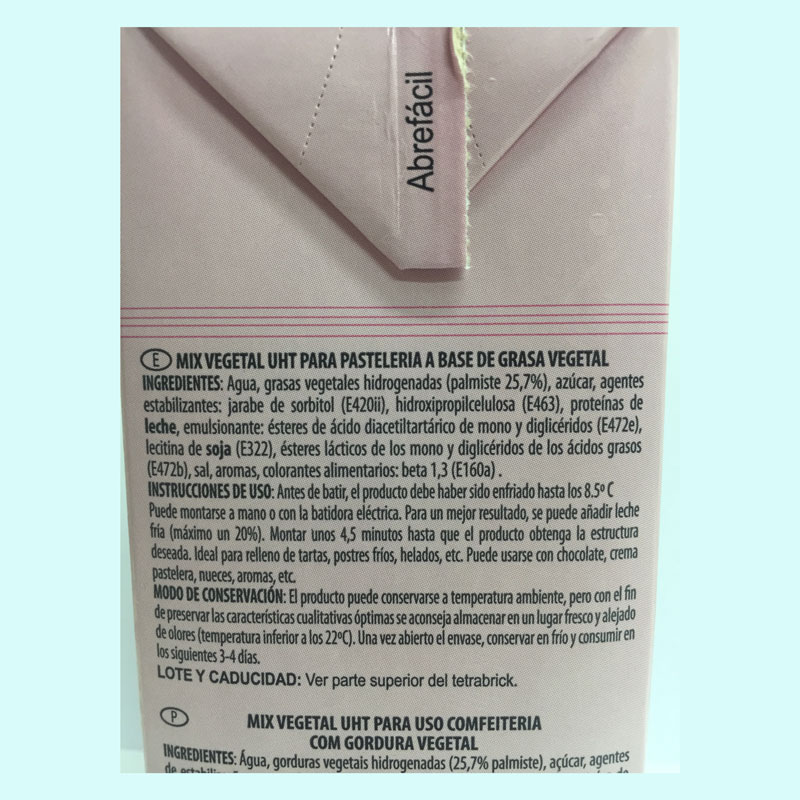 Abrefácil
E MIX VEGETAL UHT PARA PASTELERIA A BASE DE GRASA VEGETAL
INGREDIENTES: Agua, grasas vegetales hidrogenadas (palmiste 25,7%), azúcar, agentes
estabilizantes: jarabe de sorbitol (E420ii), hidroxipropilcelulosa (E463), proteínas de
leche, emulsionante: ésteres de ácido diacetiltartárico de mono y diglicéridos (E472e),
lecitina de soja (E322), ésteres lácticos de los mono y diglicéridos de los ácidos grasos
(E472b), sal, aromas, colorantes alimentarios: beta 1,3 (E160a) .
INSTRUCCIONES DE USO: Antes de batir, el producto debe haber sido enfriado hasta los 8.5º C
Puede montarse a mano o con la batidora eléctrica. Para un mejor resultado, se puede añadir leche
fría (máximo un 20%). Montar unos 4,5 minutos hasta que el producto obtenga la estructura
deseada. Ideal para relleno de tartas, postres fríos, helados, etc. Puede usarse con chocolate, crema
pastelera, nueces, aromas, etc.
MODO DE CONSERVACIÓN: El producto puede conservarse a temperatura ambiente, pero con el fin
de preservar las características cualitativas óptimas se aconseja almacenar en un lugar fresco y alejado
de olores (temperatura inferior a los 22ºC). Una vez abierto el envase, conservar en frío y consumir en
los siguientes 3-4 días.
LOTE Y CADUCIDAD: Ver parte superior del tetrabrick.
P MIX VEGETAL UHT PARA USO COMFEITERIA
COM GORDURA VEGETAL
INGREDIENTES: Água, gorduras vegetais hidrogenadas (25,7% palmiste), açúcar, agentes